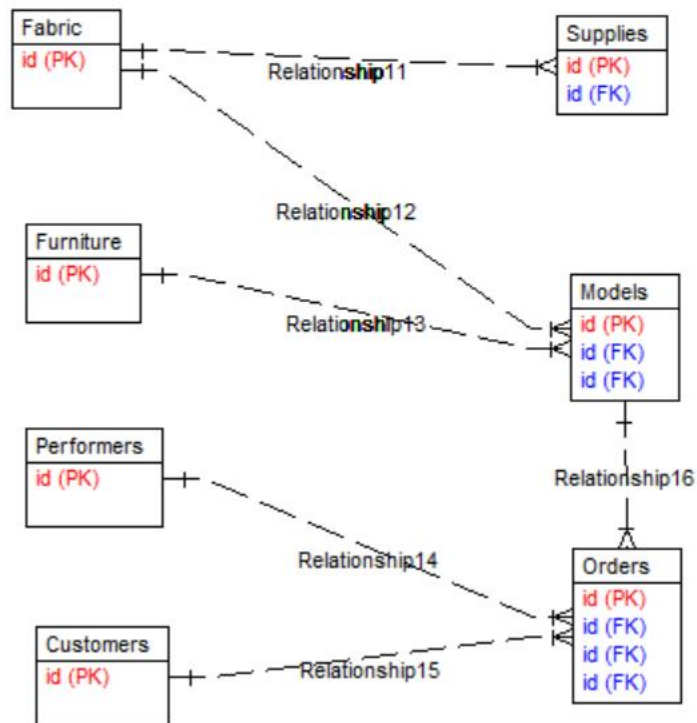 Fabric
id (PK)
Supplies
id (PK)
id (FK)
Relationship11
Relationship12
Furniture
id (PK)
Relationship13
Models
id (PK)
id (FK)
id (FK)
Performers
id (PK)
Relationship16
Relationship14
Orders
id (PK)
id (FK)
id (FK)
id (FK)
Customers
id (PK)
Relationship15